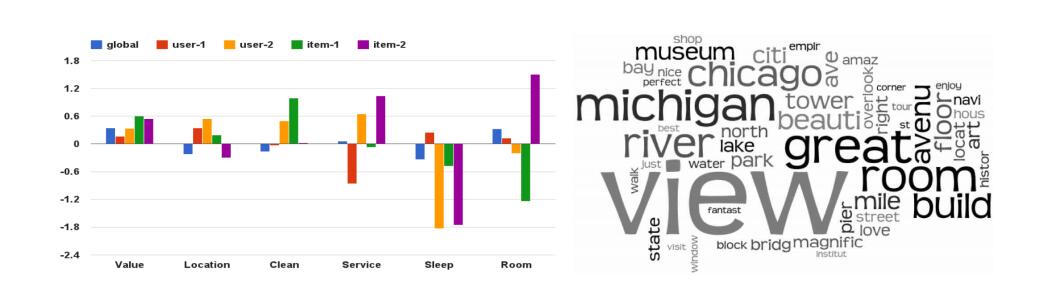 global user-1 user-2 item-1 item-2
1.8
1.2
0.6
0
-0.6
-1.2
-1.8
-2.4
Value Location Clean Service Sleep Room
shop
museum citi empir
bay nice chicago ave amaz
perfect overlook corner enjoy
michigan tower right tour avenu floor navi
beauti st locat art hous
best north
river lake great histor
just water park
walk view room
fantast mile build
state pier street
love
visit window block bridg magnific
institut